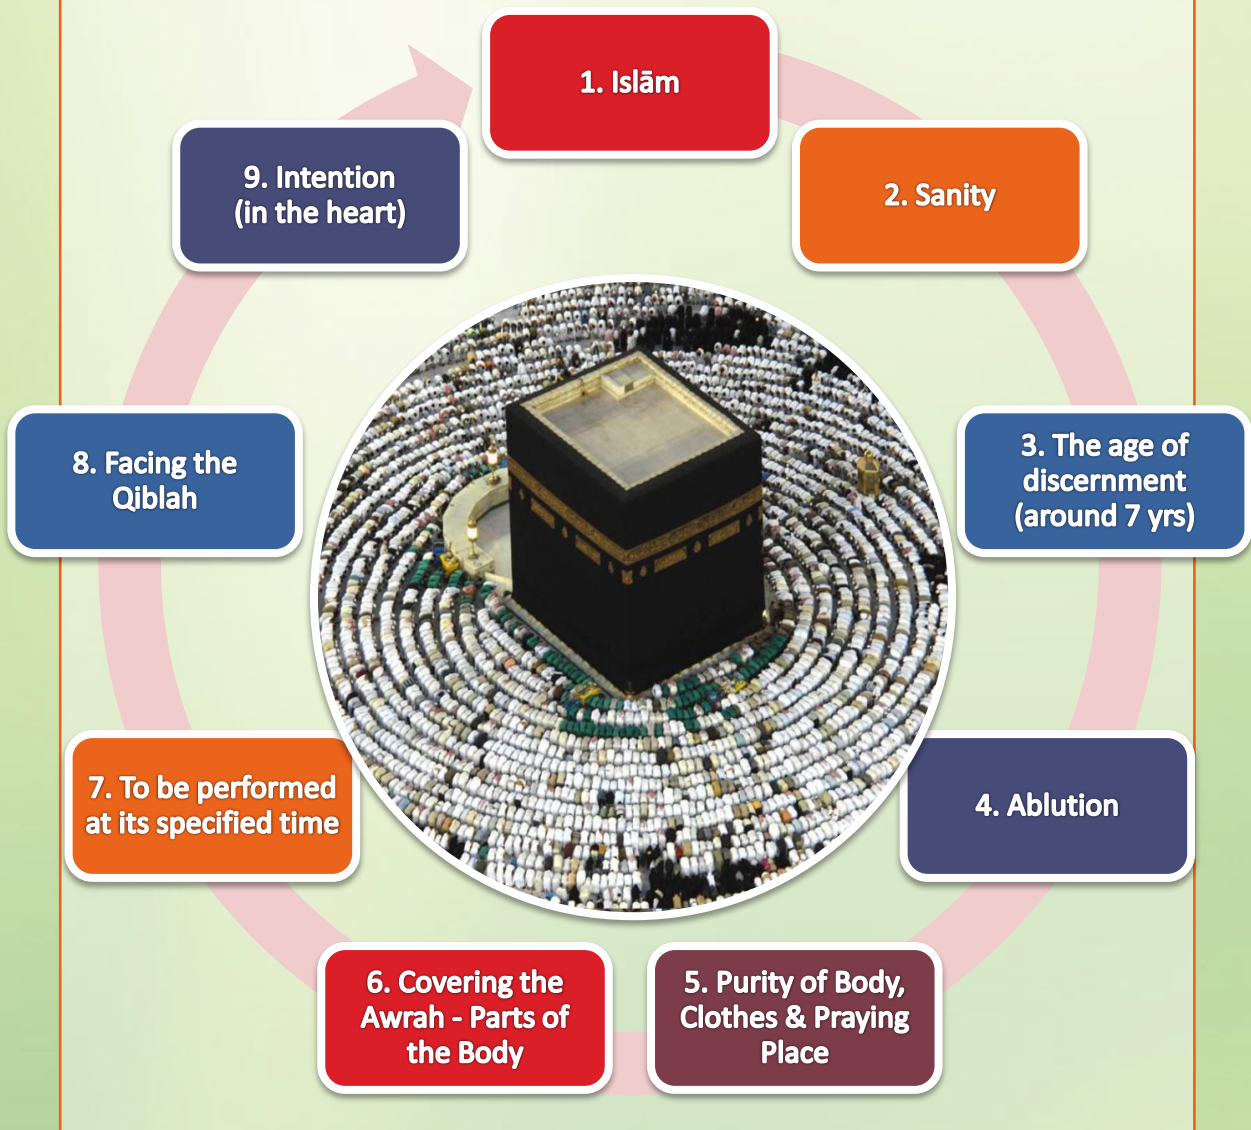 1. Islām
2. Sanity
3. The age of
discernment
(around 7 yrs)
4. Ablution
5. Purity of Body,
Clothes & Praying
Place
6. Covering the
Awrah - Parts of
the Body
7. To be performed
at its specified time
8. Facing the
Qiblah
9. Intention
(in the heart)